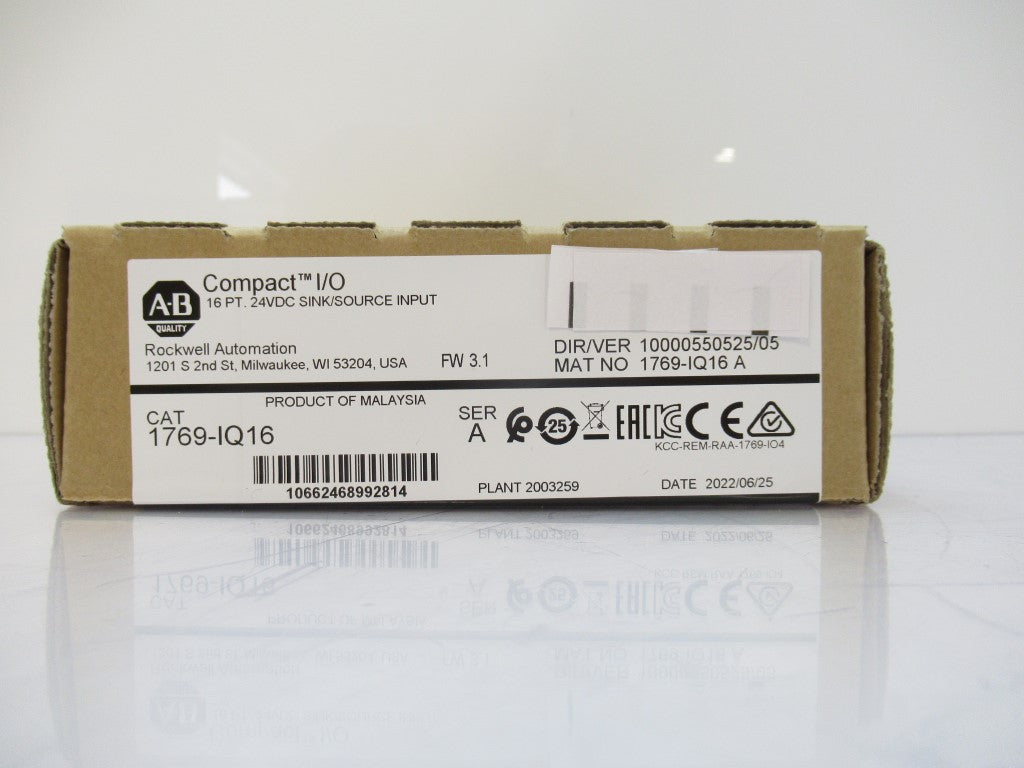 Compact™ I/O
16 PT. 24VDC SINK/SOURCE INPUT
A-B
QUALITY
Rockwell Automation
1201 S 2nd St, Milwaukee, WI 53204, USA
FW 3.1
DIR/VER 10000550525/05
MAT NO 1769-IQ16 A
PRODUCT OF MALAYSIA
CAT
1769-IQ16
SER
A
25
EAC
KC
CE
KCC-REM-RAA-1769-IO4
10662468992814
PLANT 2003259
DATE 2022/06/25